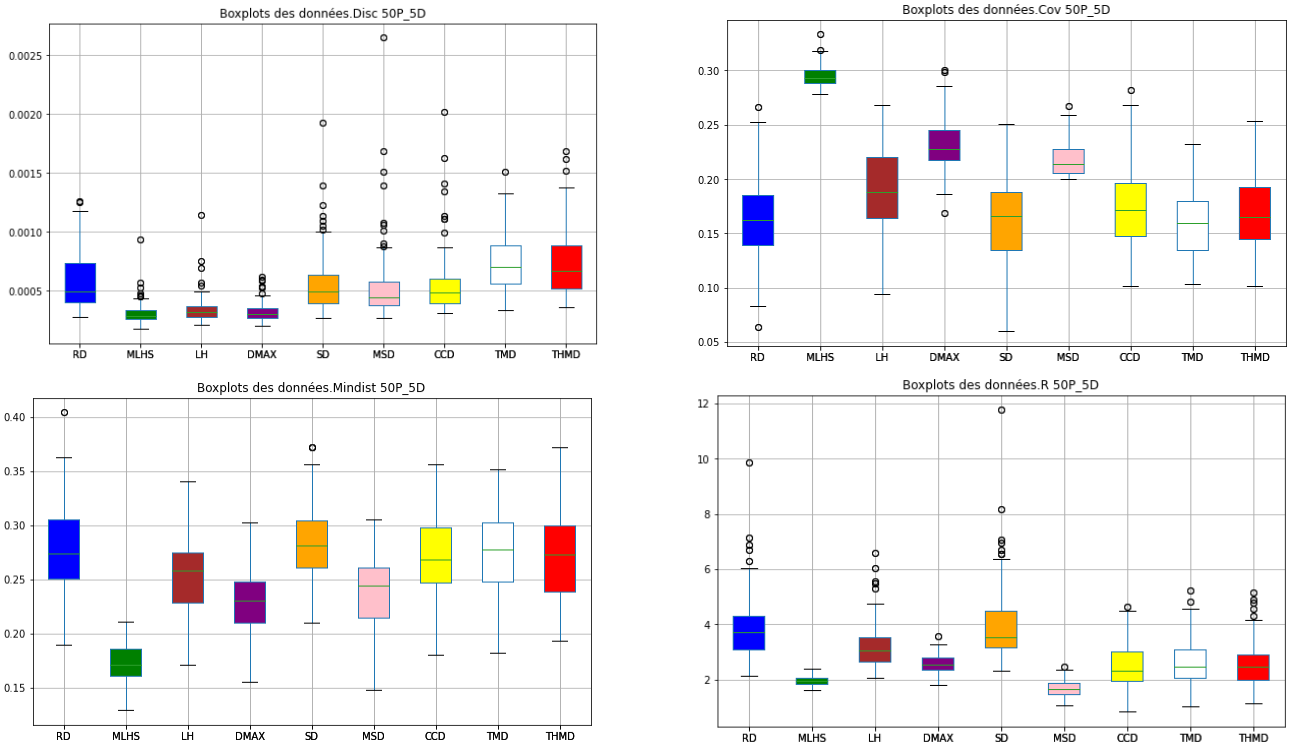 Boxplots des données.Disc 50P_5D
0.0025
0.0020
0.0015
0.0010
0.0005
RD MLHS LH DMAX SD MSD CCD TMD THMD
Boxplots des données.Cov 50P_5D
0.30
0.25
0.20
0.15
0.10
0.05
RD MLHS LH DMAX SD MSD CCD TMD THMD
Boxplots des données.Mindist 50P_5D
0.40
0.35
0.30
0.25
0.20
0.15
RD MLHS LH DMAX SD MSD CCD TMD THMD
Boxplots des données.R 50P_5D
12
10
8
6
4
2
RD MLHS LH DMAX SD MSD CCD TMD THMD